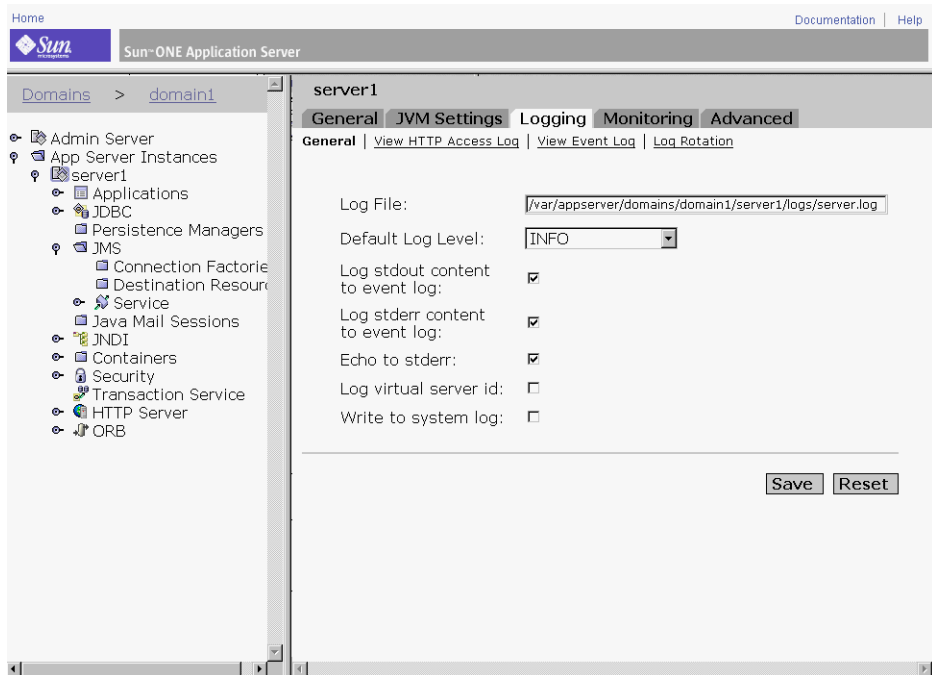 Home
Documentation | Help
Sun
microsystems
Sun™ ONE Application Server
Domains > domain1
Admin Server
App Server Instances
server1
Applications
JDBC
Persistence Managers
JMS
Connection Factorie
Destination Resour
Service
Java Mail Sessions
JNDI
Containers
Security
Transaction Service
HTTP Server
ORB
server1
General JVM Settings Logging Monitoring Advanced
General | View HTTP Access Log | View Event Log | Log Rotation
Log File: /var/appserver/domains/domain1/server1/logs/server.log
Default Log Level: INFO
Log stdout content
to event log:
Log stderr content
to event log:
Echo to stderr:
Log virtual server id:
Write to system log:
Save Reset